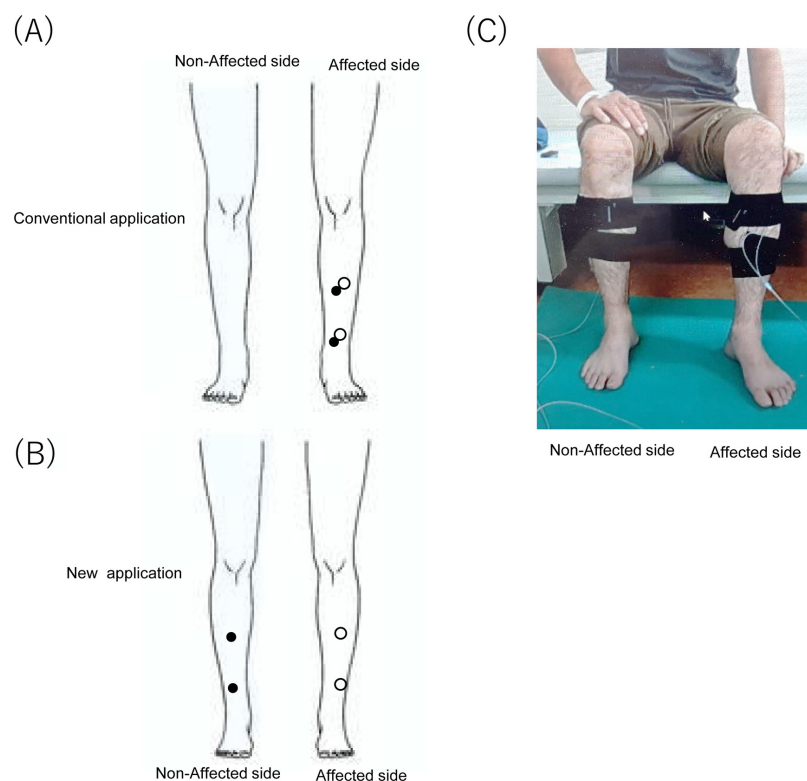 (A)
Non-Affected side
Affected side
Conventional application
(B)
New application
Non-Affected side
Affected side
(C)
Non-Affected side
Affected side